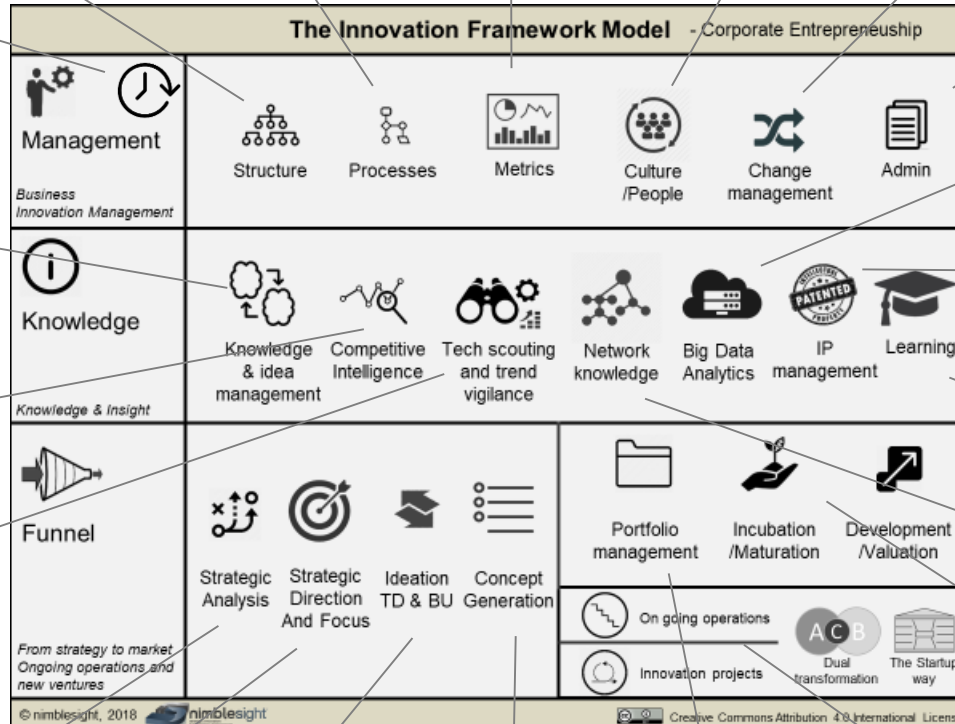 The Innovation Framework Model - Corporate Entrepreneuship
Management
Business
Innovation Management
Structure
Processes
Metrics
Culture
/People
Change
management
Admin
Knowledge
Knowledge & Insight
Knowledge
& idea
management
Competitive
Intelligence
Tech scouting
and trend
vigilance
Network
knowledge
Big Data
Analytics
INTELLECTUAL
PATENTED
PROPERTY
IP
management
Learning
Funnel
From strategy to market
Ongoing operations and
new ventures
Strategic
Analysis
Strategic
Direction
And Focus
Ideation
TD & BU
Concept
Generation
Portfolio
management
Incubation
/Maturation
Development
/Valuation
On going operations
Innovation projects
A C B
Dual
transformation
The Startup
way
© nimblesight, 2018
nimblesight
Creative Commons Attribution 4.0 International Licens